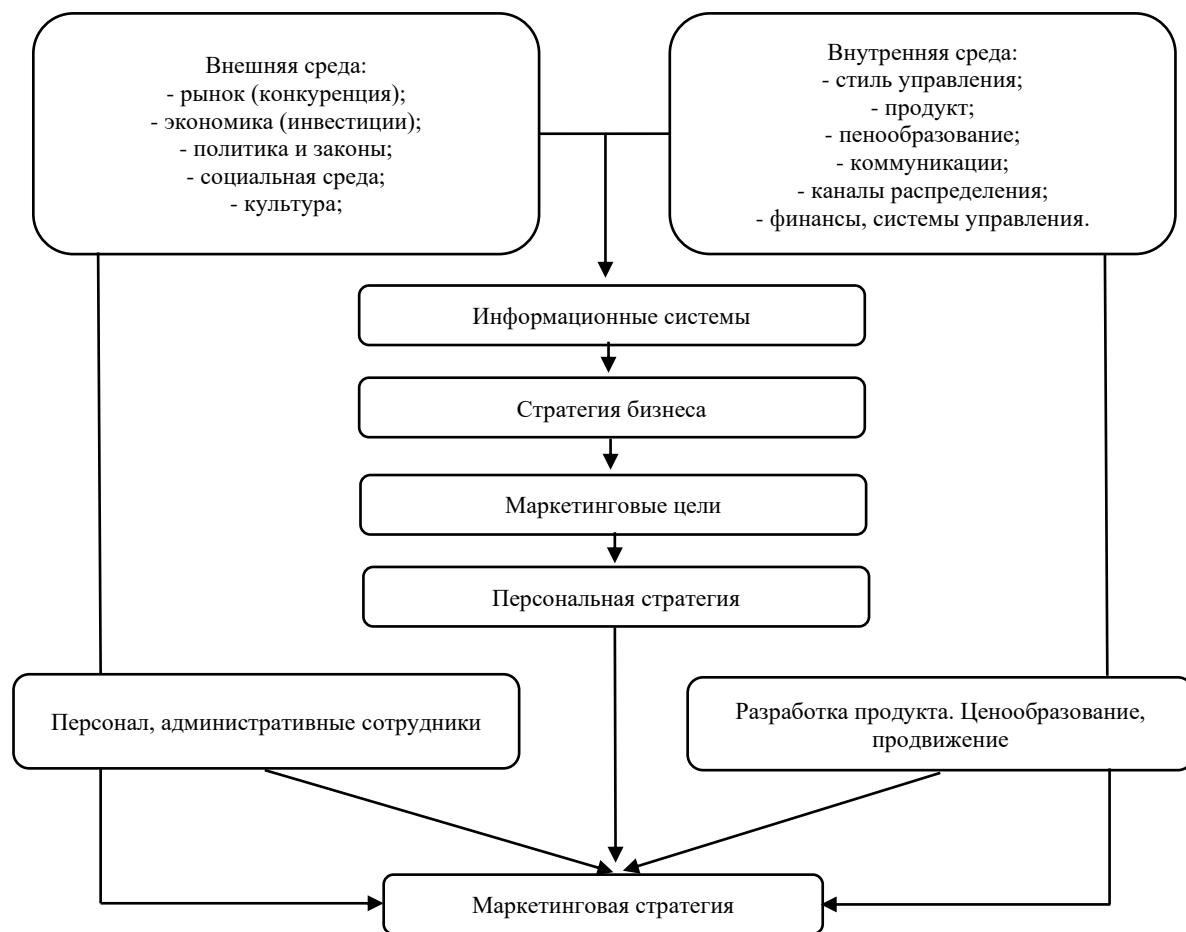 Внешняя среда:
- рынок (конкуренция);
- экономика (инвестиции);
- политика и законы;
- социальная среда;
- культура;
Внутренняя среда:
- стиль управления;
- продукт;
- пенообразование;
- коммуникации;
- каналы распределения;
- финансы, системы управления.
Информационные системы
Стратегия бизнеса
Маркетинговые цели
Персональная стратегия
Персонал, административные сотрудники
Разработка продукта. Ценообразование,
продвижение
Маркетинговая стратегия